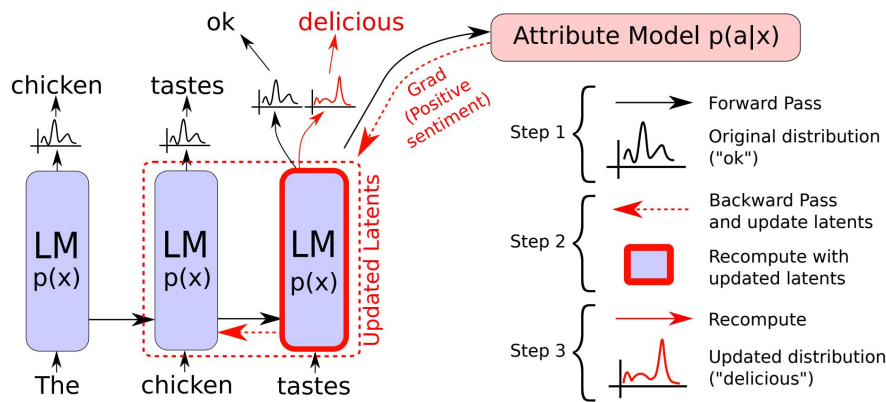 ok
delicious
Attribute Model p(a|x)
chicken
tastes
Grad
(Positive
sentiment)
LM
p(x)
LM
p(x)
LM
p(x)
Updated Latents
The
chicken
tastes
Step 1
Forward Pass
Original distribution
("ok")
Step 2
Backward Pass
and update latents
Recompute with
updated latents
Step 3
Recompute
Updated distribution
("delicious")